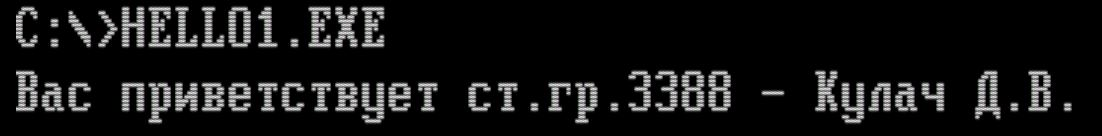 C:\>HELLO1.EXE
Вас приветствует ст.гр.3388 - Кулач Д.В.